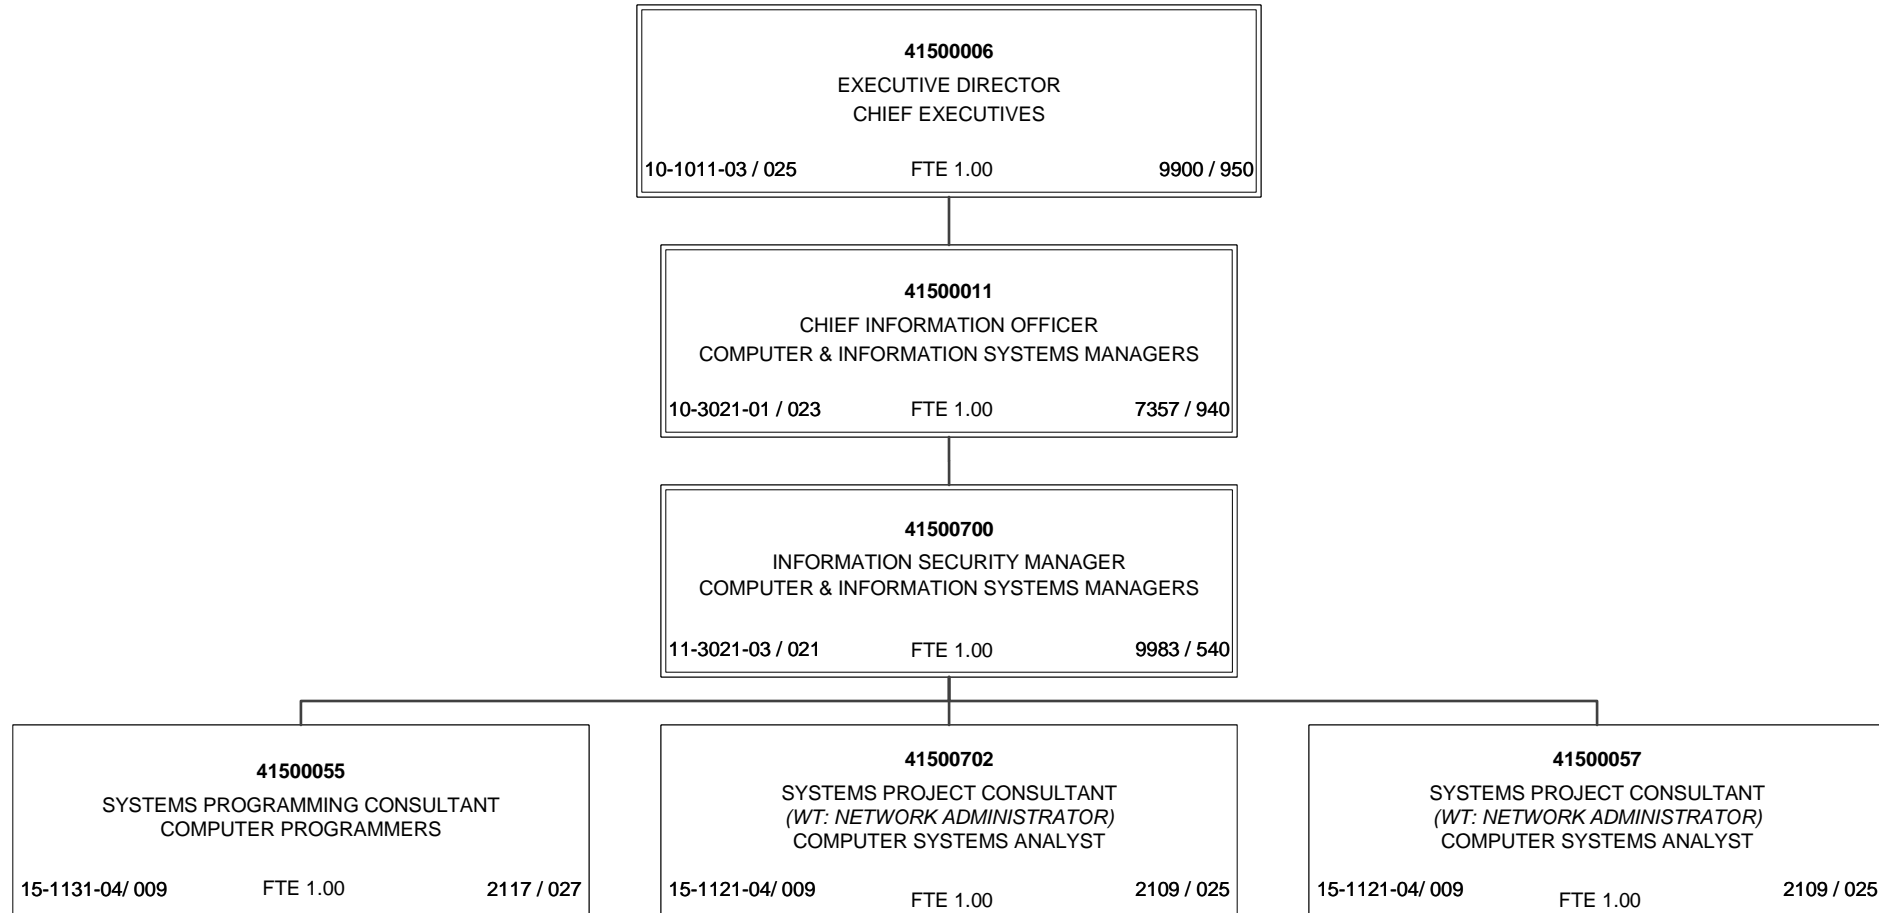 41500006
EXECUTIVE DIRECTOR
CHIEF EXECUTIVES
10-1011-03 / 025 FTE 1.00 9900 / 950
41500011
CHIEF INFORMATION OFFICER
COMPUTER & INFORMATION SYSTEMS MANAGERS
10-3021-01 / 023 FTE 1.00 7357 / 940
41500700
INFORMATION SECURITY MANAGER
COMPUTER & INFORMATION SYSTEMS MANAGERS
11-3021-03 / 021 FTE 1.00 9983 / 540
41500055
SYSTEMS PROGRAMMING CONSULTANT
COMPUTER PROGRAMMERS
15-1131-04/ 009 FTE 1.00 2117 / 027
41500702
SYSTEMS PROJECT CONSULTANT
(WT: NETWORK ADMINISTRATOR)
COMPUTER SYSTEMS ANALYST
15-1121-04/ 009 FTE 1.00 2109 / 025
41500057
SYSTEMS PROJECT CONSULTANT
(WT: NETWORK ADMINISTRATOR)
COMPUTER SYSTEMS ANALYST
15-1121-04/ 009 FTE 1.00 2109 / 025